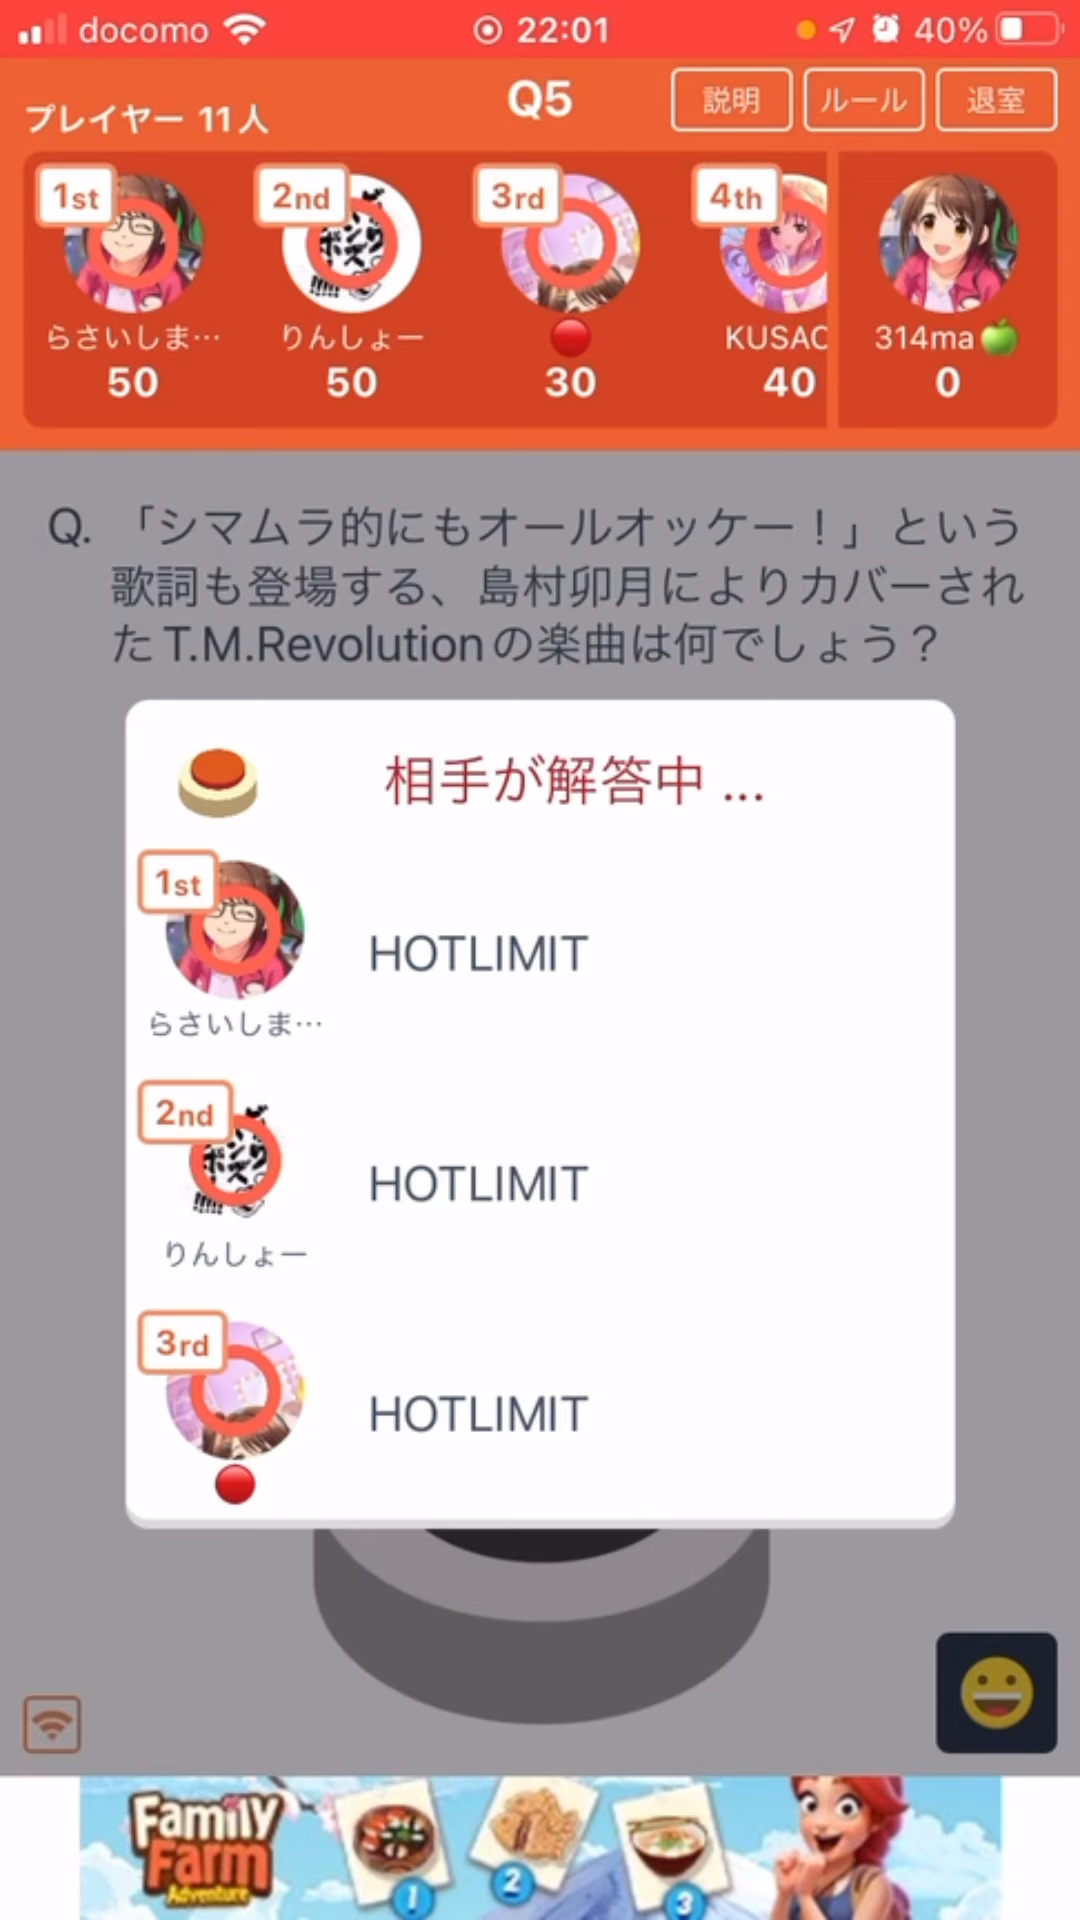 docomo 22:01 40%
プレイヤー 11人 Q5 説明 ルール 退室
1st 2nd 3rd 4th
らさいしま… りんしょー KUSAC 314ma
50 50 30 40 0
Q. 「シマムラ的にもオールオッケー！」という
歌詞も登場する、島村卯月によりカバーされ
たT.M.Revolutionの楽曲は何でしょう？
相手が解答中 ...
1st
HOTLIMIT
らさいしま…
2nd
HOTLIMIT
りんしょー
3rd
HOTLIMIT
Family
Farm
Adventure
1 2 3